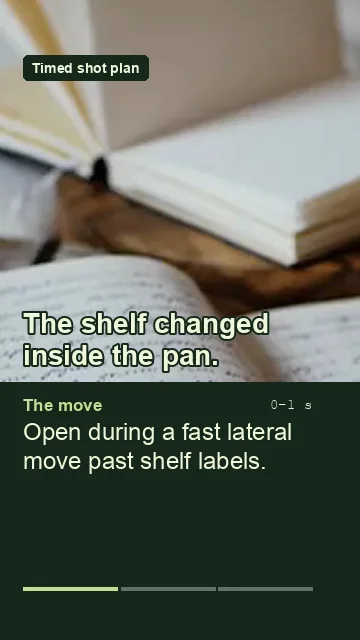 Timed shot plan
The shelf changed
inside the pan.
The move
0–1 s
Open during a fast lateral
move past shelf labels.